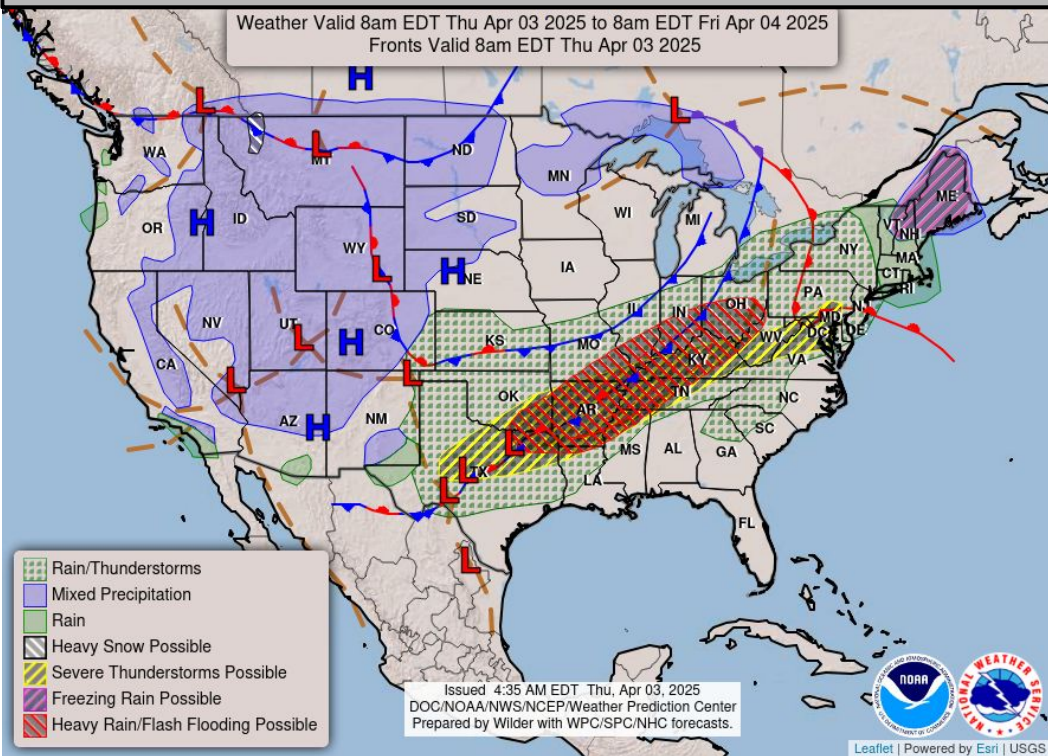 Weather Valid 8am EDT Thu Apr 03 2025 to 8am EDT Fri Apr 04 2025
Fronts Valid 8am EDT Thu Apr 03 2025
H
L
L
WA
L
MT
ND
MN
ME
OR
H
ID
SD
WI
MI
VT
NH
NY
MA
WY
L
H
NE
IA
CT
RI
PA
NV
UT
L
H
CO
KS
IL
IN
OH
NJ
MD
DC
DE
MO
WV
VA
KY
CA
L
L
OK
TN
NC
AZ
H
NM
AR
SC
L
MS
AL
GA
L
TX
L
LA
FL
L
Rain/Thunderstorms
Mixed Precipitation
Rain
Heavy Snow Possible
Severe Thunderstorms Possible
Freezing Rain Possible
Heavy Rain/Flash Flooding Possible
Issued 4:35 AM EDT Thu, Apr 03, 2025
DOC/NOAA/NWS/NCEP/Weather Prediction Center
Prepared by Wilder with WPC/SPC/NHC forecasts.
NOAA
NATIONAL WEATHER SERVICE
Leaflet | Powered by Esri | USGS